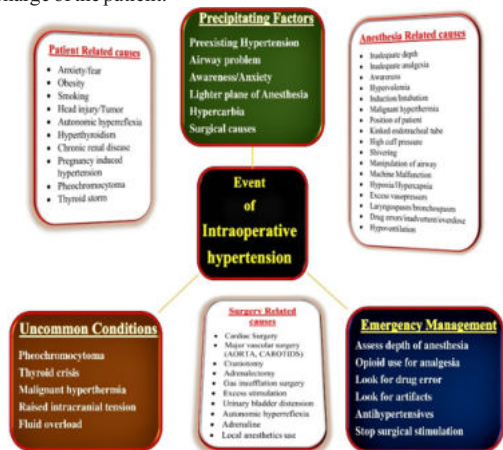 charge of the patient.
Precipitating Factors
Preexisting Hypertension
Airway problem
Awareness/Anxiety
Lighter plane of Anesthesia
Hypercarbia
Surgical causes
Patient Related causes
Anxiety/fear
Obesity
Smoking
Head injury/Tumor
Autonomic hyperreflexia
Hyperthyroidism
Chronic renal disease
Pregnancy induced
hypertension
Pheochromocytoma
Thyroid storm
Anesthesia Related causes
Inadequate depth
Inadequate analgesia
Awareness
Hypervolemia
Induction/Intubation
Malignant hyperthermia
Position of patient
Kinked endotracheal tube
High cuff pressure
Shivering
Manipulation of airway
Machine Malfunction
Hypoxia/Hypercapnia
Excess vasopressors
Laryngospasm/bronchospasm
Drug errors/inadvertent/overdose
Hypoventilation
Event
of
Intraoperative
hypertension
Uncommon Conditions
Pheochromocytoma
Thyroid crisis
Malignant hyperthermia
Raised intracranial tension
Fluid overload
Surgery Related
causes
Cardiac Surgery
Major vascular surgery
(AORTA, CAROTIDS)
Craniotomy
Adrenalectomy
Gas insufflation surgery
Excess stimulation
Urinary bladder distension
Autonomic hyperreflexia
Adrenaline
Local anesthetics use
Emergency Management
Assess depth of anesthesia
Opioid use for analgesia
Look for drug error
Look for artifacts
Antihypertensives
Stop surgical stimulation